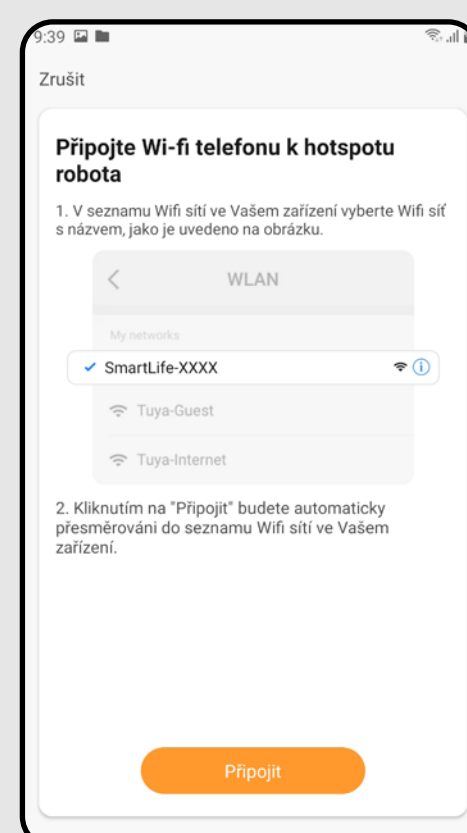 9:39
Zrušit
Připojte Wi-fi telefonu k hotspotu
robota
1. V seznamu Wifi sítí ve Vašem zařízení vyberte Wifi síť
s názvem, jako je uvedeno na obrázku.
WLAN
My networks
SmartLife-XXXX
Tuya-Guest
Tuya-Internet
2. Kliknutím na "Připojit" budete automaticky
přesměrováni do seznamu Wifi sítí ve Vašem
zařízení.
Připojit